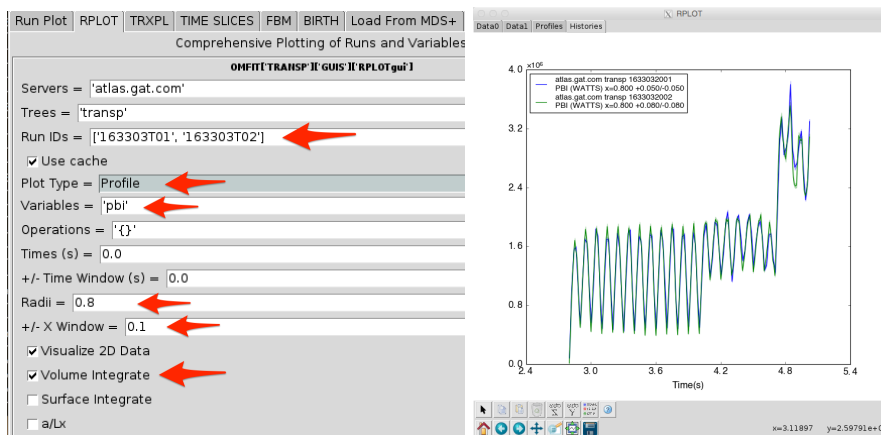 Run Plot RPLOT TRXPL TIME SLICES FBM BIRTH Load From MDS+
Comprehensive Plotting of Runs and Variables
OMFIT['TRANSP']['GUIS']['RPLOTgui']
Servers = 'atlas.gat.com'
Trees = 'transp'
Run IDs = ['163303T01', '163303T02']
Use cache
Plot Type = Profile
Variables = 'pbi'
Operations = '{}'
Times (s) = 0.0
+/- Time Window (s) = 0.0
Radii = 0.8
+/- X Window = 0.1
Visualize 2D Data
Volume Integrate
Surface Integrate
a/Lx
RPLOT
Data0 Data1 Profiles Histories
4.0 ×10⁶
atlas.gat.com transp 1633032001
PBI (WATTS) x=0.800 +0.050/-0.050
atlas.gat.com transp 1633032002
PBI (WATTS) x=0.800 +0.080/-0.080
3.2
2.4
1.6
0.8
0.0
2.4 3.0 3.6 4.2 4.8 5.4
Time(s)
x=3.11897 y=2.59791e+0